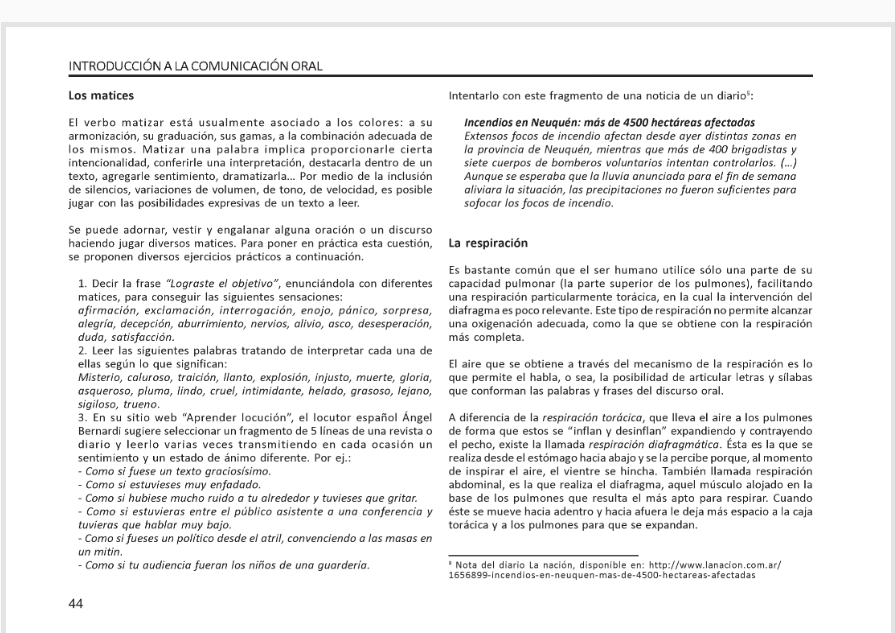 INTRODUCCIÓN A LA COMUNICACIÓN ORAL
Los matices
El verbo matizar está usualmente asociado a los colores: a su
armonización, su graduación, sus gamas, a la combinación adecuada de
los mismos. Matizar una palabra implica proporcionarle cierta
intencionalidad, conferirle una interpretación, destacarla dentro de un
texto, agregarle sentimiento, dramatizarla... Por medio de la inclusión
de silencios, variaciones de volumen, de tono, de velocidad, es posible
jugar con las posibilidades expresivas de un texto a leer.
Se puede adornar, vestir y engalanar alguna oración o un discurso
haciendo jugar diversos matices. Para poner en práctica esta cuestión,
se proponen diversos ejercicios prácticos a continuación.
1. Decir la frase “Lograste el objetivo”, enunciándola con diferentes
matices, para conseguir las siguientes sensaciones:
afirmación, exclamación, interrogación, enojo, pánico, sorpresa,
alegría, decepción, aburrimiento, nervios, alivio, asco, desesperación,
duda, satisfacción.
2. Leer las siguientes palabras tratando de interpretar cada una de
ellas según lo que significan:
Misterio, caluroso, traición, llanto, explosión, injusto, muerte, gloria,
asqueroso, pluma, lindo, cruel, intimidante, helado, grasoso, lejano,
sigiloso, trueno.
3. En su sitio web “Aprender locución”, el locutor español Ángel
Bernardi sugiere seleccionar un fragmento de 5 líneas de una revista o
diario y leerlo varias veces transmitiendo en cada ocasión un
sentimiento y un estado de ánimo diferente. Por ej.:
- Como si fuese un texto graciosísimo.
- Como si estuvieses muy enfadado.
- Como si hubiese mucho ruido a tu alrededor y tuvieses que gritar.
- Como si estuvieras entre el público asistente a una conferencia y
tuvieras que hablar muy bajo.
- Como si fueses un político desde el atril, convenciendo a las masas en
un mitin.
- Como si tu audiencia fueran los niños de una guardería.
44
Intentarlo con este fragmento de una noticia de un diario⁸:
Incendios en Neuquén: más de 4500 hectáreas afectadas
Extensos focos de incendio afectan desde ayer distintas zonas en
la provincia de Neuquén, mientras que más de 400 brigadistas y
siete cuerpos de bomberos voluntarios intentan controlarlos. (...)
Aunque se esperaba que la lluvia anunciada para el fin de semana
aliviara la situación, las precipitaciones no fueron suficientes para
sofocar los focos de incendio.
La respiración
Es bastante común que el ser humano utilice sólo una parte de su
capacidad pulmonar (la parte superior de los pulmones), facilitando
una respiración particularmente torácica, en la cual la intervención del
diafragma es poco relevante. Este tipo de respiración no permite alcanzar
una oxigenación adecuada, como la que se obtiene con la respiración
más completa.
El aire que se obtiene a través del mecanismo de la respiración es lo
que permite el habla, o sea, la posibilidad de articular letras y sílabas
que conforman las palabras y frases del discurso oral.
A diferencia de la respiración torácica, que lleva el aire a los pulmones
de forma que estos se “inflan y desinflan” expandiendo y contrayendo
el pecho, existe la llamada respiración diafragmática. Ésta es la que se
realiza desde el estómago hacia abajo y se la percibe porque, al momento
de inspirar el aire, el vientre se hincha. También llamada respiración
abdominal, es la que realiza el diafragma, aquel músculo alojado en la
base de los pulmones que resulta el más apto para respirar. Cuando
éste se mueve hacia adentro y hacia afuera le deja más espacio a la caja
torácica y a los pulmones para que se expandan.
⁸ Nota del diario La nación, disponible en: http://www.lanacion.com.ar/
1656899-incendios-en-neuquen-mas-de-4500-hectareas-afectadas